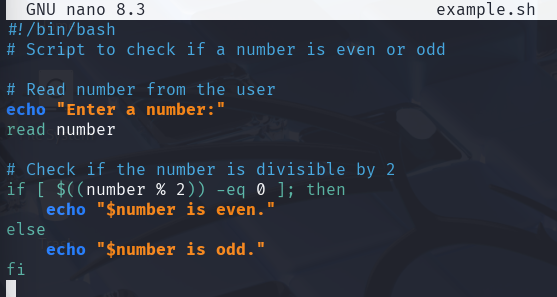 GNU nano 8.3 example.sh
#!/bin/bash
# Script to check if a number is even or odd
# Read number from the user
echo "Enter a number:"
read number
# Check if the number is divisible by 2
if [ $((number % 2)) -eq 0 ]; then
    echo "$number is even."
else
    echo "$number is odd."
fi